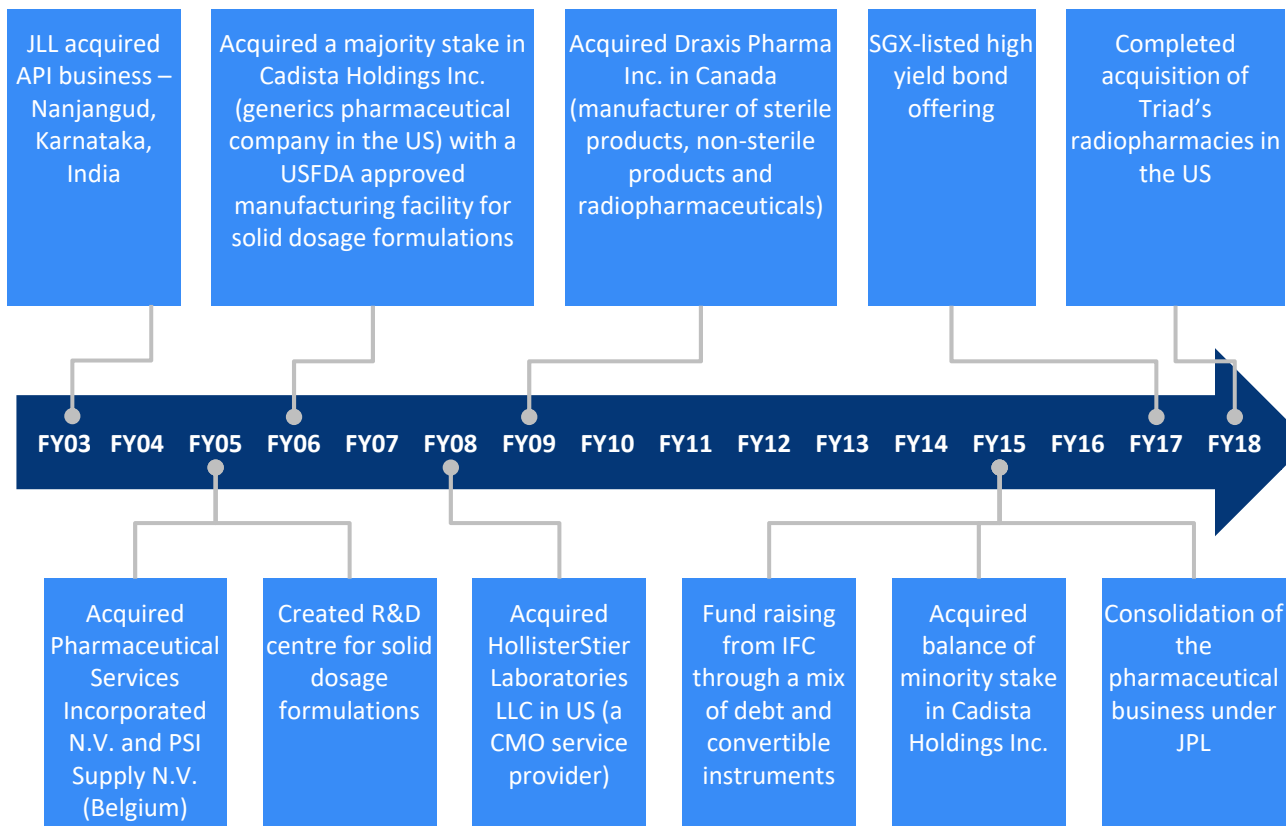 JLL acquired
API business –
Nanjangud,
Karnataka,
India
Acquired a majority stake in
Cadista Holdings Inc.
(generics pharmaceutical
company in the US) with a
USFDA approved
manufacturing facility for
solid dosage formulations
Acquired Draxis Pharma
Inc. in Canada
(manufacturer of sterile
products, non-sterile
products and
radiopharmaceuticals)
SGX-listed high
yield bond
offering
Completed
acquisition of
Triad’s
radiopharmacies in
the US
FY03 FY04 FY05 FY06 FY07 FY08 FY09 FY10 FY11 FY12 FY13 FY14 FY15 FY16 FY17 FY18
Acquired
Pharmaceutical
Services
Incorporated
N.V. and PSI
Supply N.V.
(Belgium)
Created R&D
centre for solid
dosage
formulations
Acquired
HollisterStier
Laboratories
LLC in US (a
CMO service
provider)
Fund raising
from IFC
through a mix
of debt and
convertible
instruments
Acquired
balance of
minority stake
in Cadista
Holdings Inc.
Consolidation of
the
pharmaceutical
business under
JPL